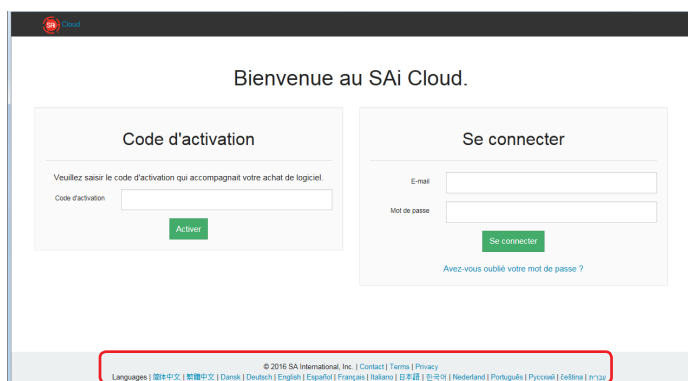 SAi Cloud
Bienvenue au SAi Cloud.
Code d'activation
Veuillez saisir le code d'activation qui accompagnait votre achat de logiciel.
Code d'activation
Activer
Se connecter
E-mail
Mot de passe
Se connecter
Avez-vous oublié votre mot de passe ?
© 2016 SA International, Inc. | Contact | Terms | Privacy
Languages | 简体中文 | 繁體中文 | Dansk | Deutsch | English | Español | Français | Italiano | 日本語 | 한국어 | Nederland | Português | Русский | čeština | עברית